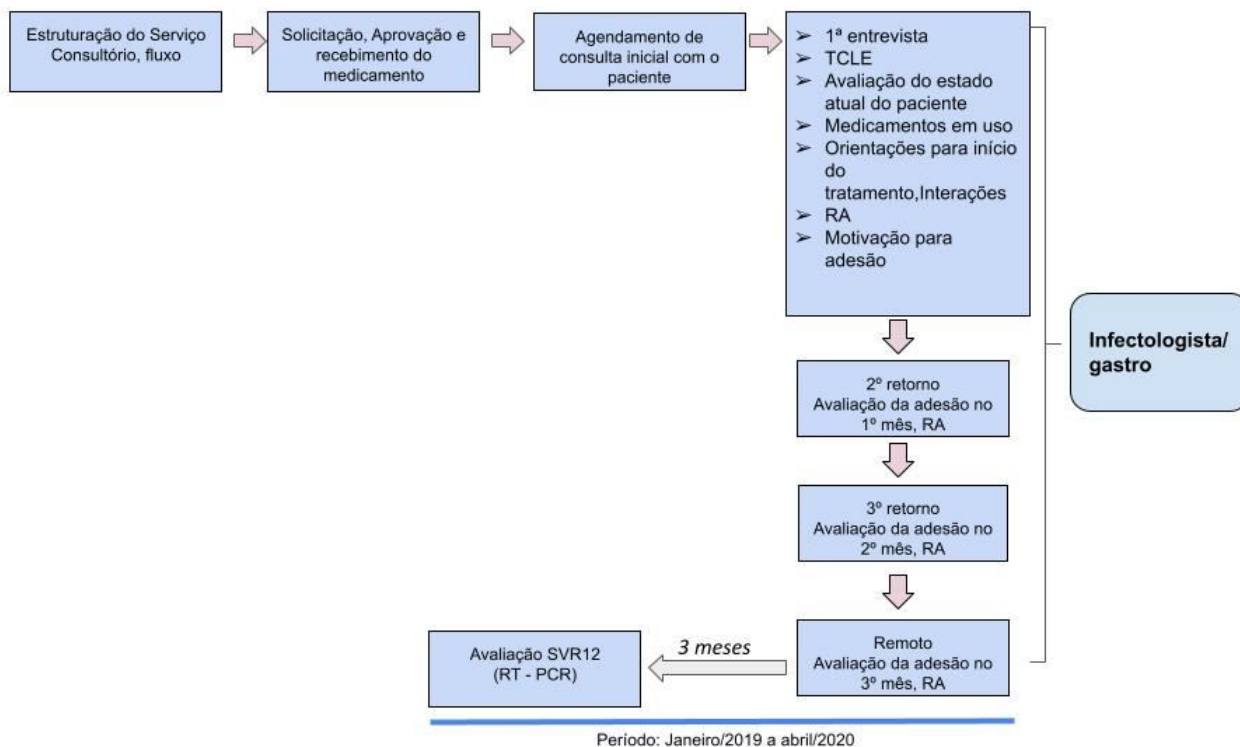 Estruturação do Serviço
Consultório, fluxo
Solicitação, Aprovação e
recebimento do
medicamento
Agendamento de
consulta inicial com o
paciente
➢ 1ª entrevista
➢ TCLE
➢ Avaliação do estado
atual do paciente
➢ Medicamentos em uso
➢ Orientações para início
do
tratamento,Interações
➢ RA
➢ Motivação para
adesão
Infectologista/
gastro
2º retorno
Avaliação da adesão no
1º mês, RA
3º retorno
Avaliação da adesão no
2º mês, RA
Remoto
Avaliação da adesão no
3º mês, RA
3 meses
Avaliação SVR12
(RT - PCR)
Período: Janeiro/2019 a abril/2020